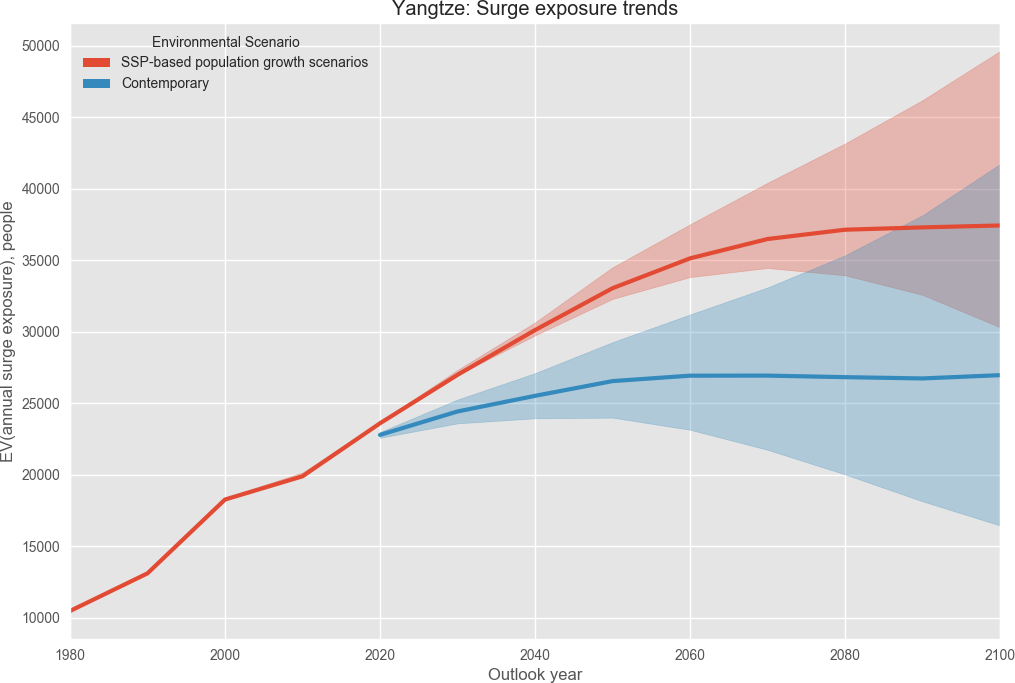 Yangtze: Surge exposure trends
Environmental Scenario
SSP-based population growth scenarios
Contemporary
EV(annual surge exposure), people
50000
45000
40000
35000
30000
25000
20000
15000
10000
1980
2000
2020
2040
2060
2080
2100
Outlook year